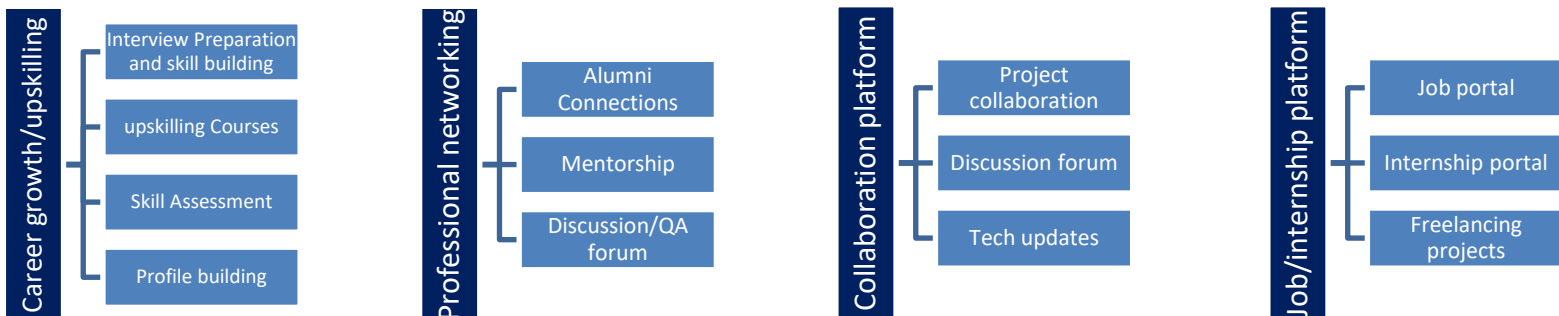 Career growth/upskilling
Interview Preparation
and skill building
upskilling Courses
Skill Assessment
Profile building
Professional networking
Alumni
Connections
Mentorship
Discussion/QA
forum
Collaboration platform
Project
collaboration
Discussion forum
Tech updates
Job/internship platform
Job portal
Internship portal
Freelancing
projects